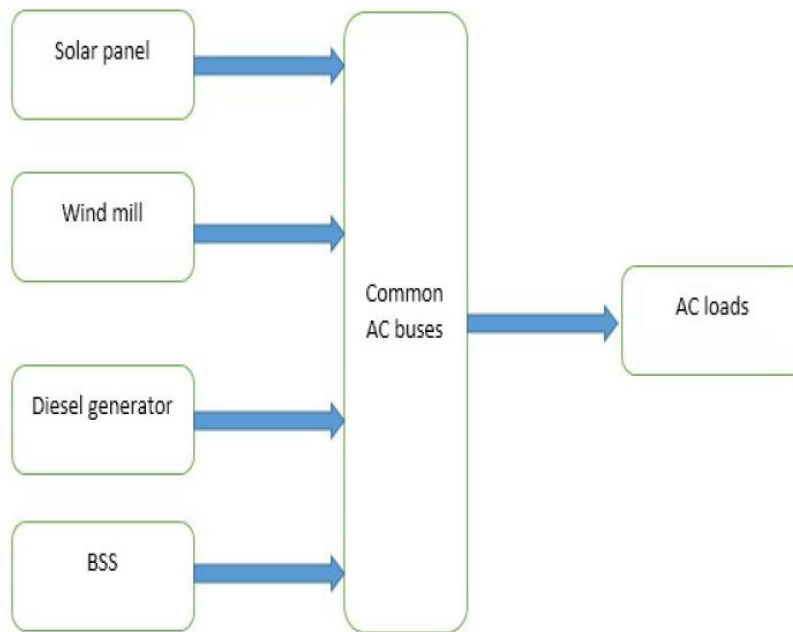 Solar panel
Wind mill
Diesel generator
BSS
Common
AC buses
AC loads